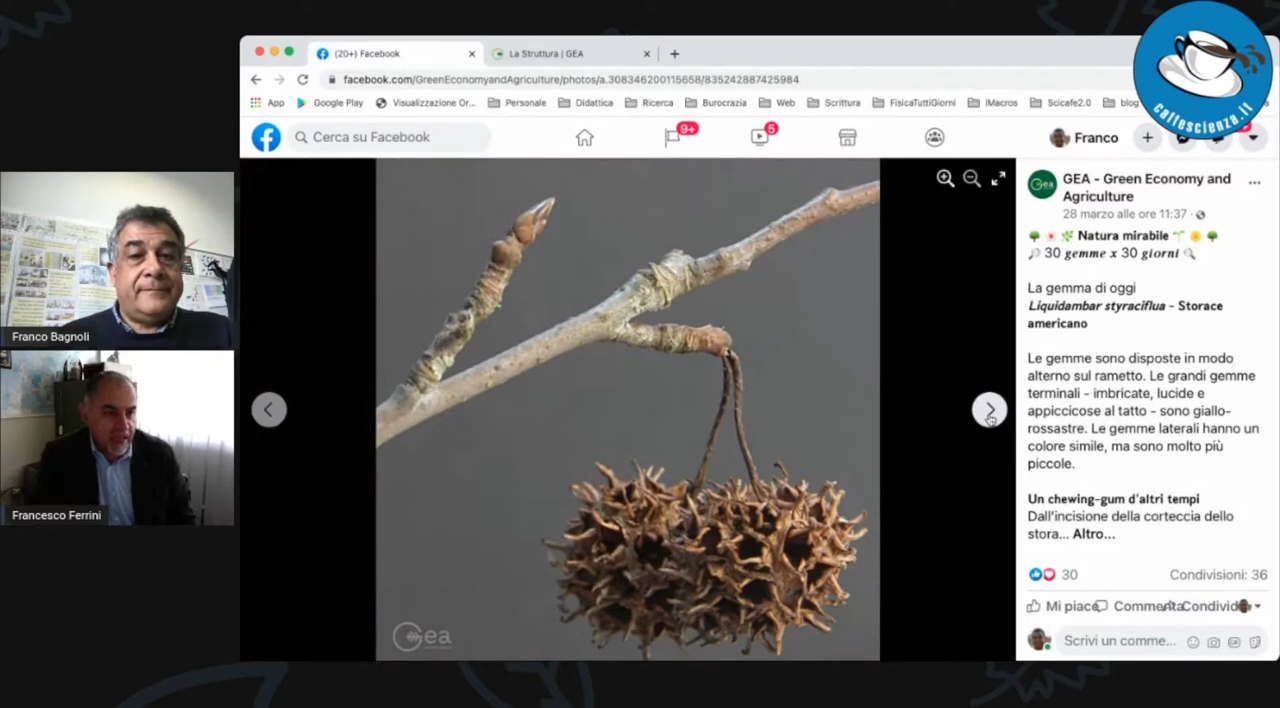 (20+) Facebook
La Struttura | GEA
facebook.com/GreenEconomyandAgriculture/photos/a.308346200115658/835242887425984
App
Google Play
Visualizzazione Or...
Personale
Didattica
Ricerca
Burocrazia
Web
Scrittura
FisicaTuttiGiorni
iMacros
Scicafe2.0
blog
caffescienza.it
Cerca su Facebook
9+
5
Franco
GEA - Green Economy and
Agriculture
28 marzo alle ore 11:37
Natura mirabile
30 gemme x 30 giorni
La gemma di oggi
Liquidambar styraciflua - Storace
americano
Le gemme sono disposte in modo
alterno sul rametto. Le grandi gemme
terminali - imbricate, lucide e
appiccicose al tatto - sono giallo-
rossastre. Le gemme laterali hanno un
colore simile, ma sono molto più
piccole.
Un chewing-gum d'altri tempi
Dall'incisione della corteccia dello
stora... Altro...
30
Condivisioni: 36
Mi piace
Commenta
Condividi
Scrivi un comme...
Franco Bagnoli
Francesco Ferrini
Gea
Gea